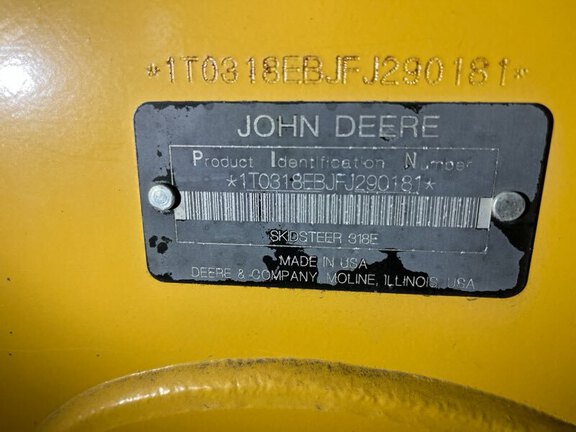 *1T0318EBJFJ290181*
JOHN DEERE
Product Identification Number
*1T0318EBJFJ290181*
SKIDSTEER 318E
MADE IN USA
DEERE & COMPANY, MOLINE, ILLINOIS, USA